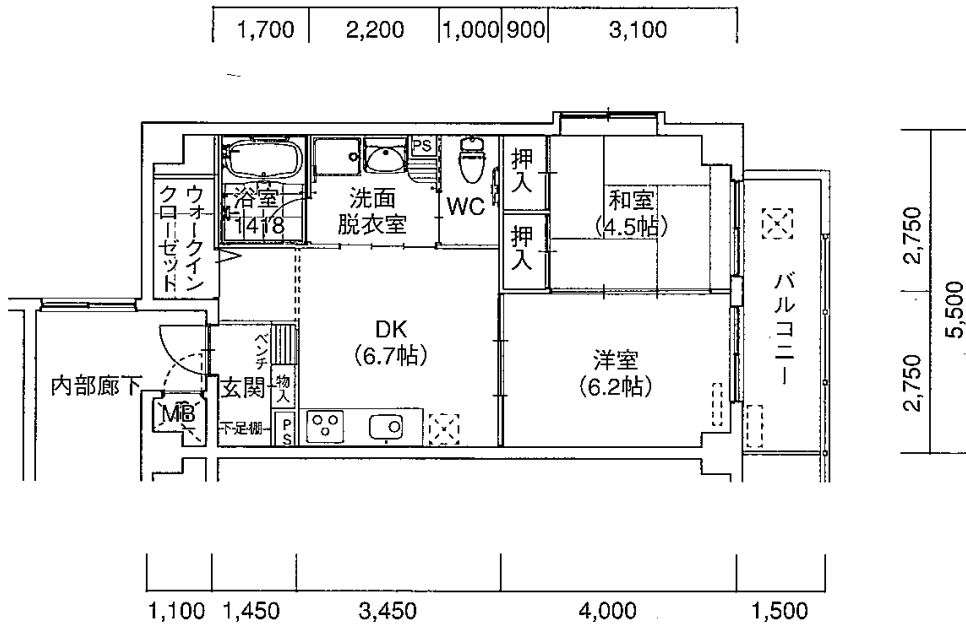 1,700
2,200
1,000
900
3,100
浴室
1418
洗面
脱衣室
PS
WC
押入
押入
和室
(4.5帖)
ウォークイン
クローゼット
バルコニー
2,750
2,750
5,500
DK
(6.7帖)
洋室
(6.2帖)
内部廊下
MB
玄関
ベンチ
物入
下足棚
PS
1,100
1,450
3,450
4,000
1,500